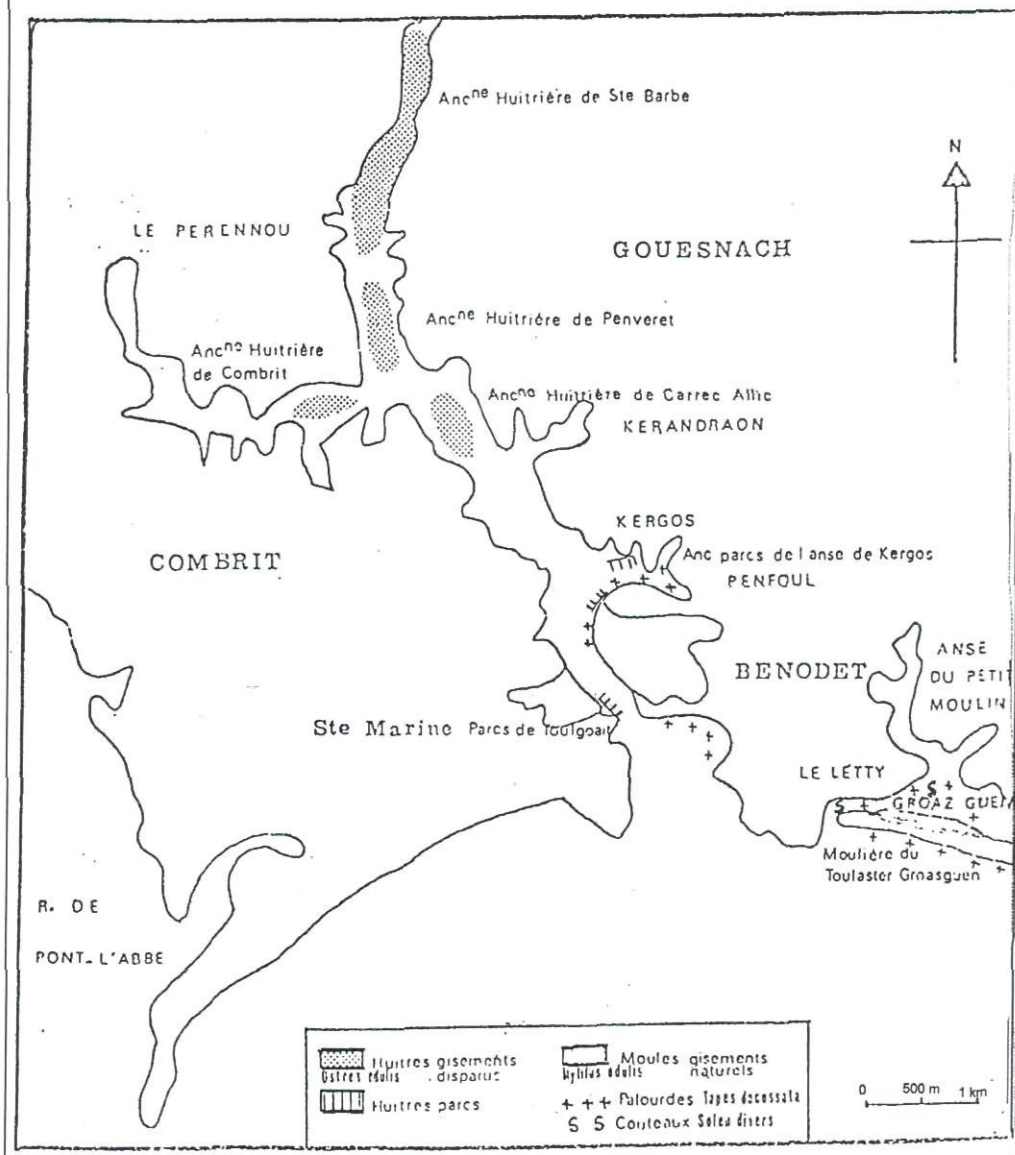 Ancne Huitrière de Ste Barbe
N
LE PERENNOU
GOUESNACH
Ancne Huitrière de Penveret
Ancne Huitrière
de Combrit
Ancne Huitrière de Carrec Allic
KERANDRAON
KERGOS
COMBRIT
Anc parcs de l anse de Kergos
PENFOUL
ANSE
BENODET
DU PETIT
MOULIN
Ste Marine
Parcs de Toulgoait
LE LETTY
S
S
GROAZ GUEN
Moulière du
Toulaster Groasguen
R. DE
PONT-L'ABBE
Huitres gisements
Ostrea edulis disparus
Huitres parcs
Moules gisements
Mytilus edulis naturels
+ + + Palourdes Tapes decussata
S S Couteaux Solen divers
0 500 m 1 km